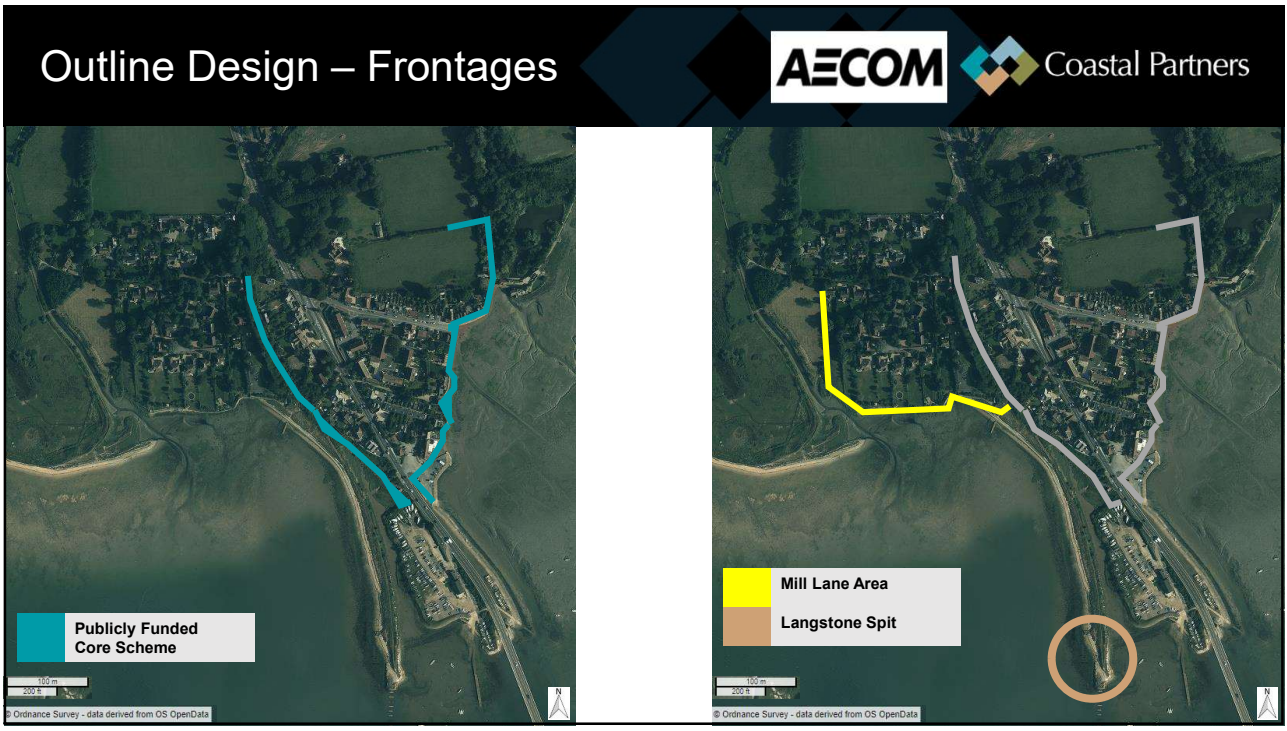 Outline Design – Frontages
AECOM
Coastal Partners
Publicly Funded
Core Scheme
100 m
200 ft
N
© Ordnance Survey - data derived from OS OpenData
Mill Lane Area
Langstone Spit
100 m
200 ft
N
© Ordnance Survey - data derived from OS OpenData